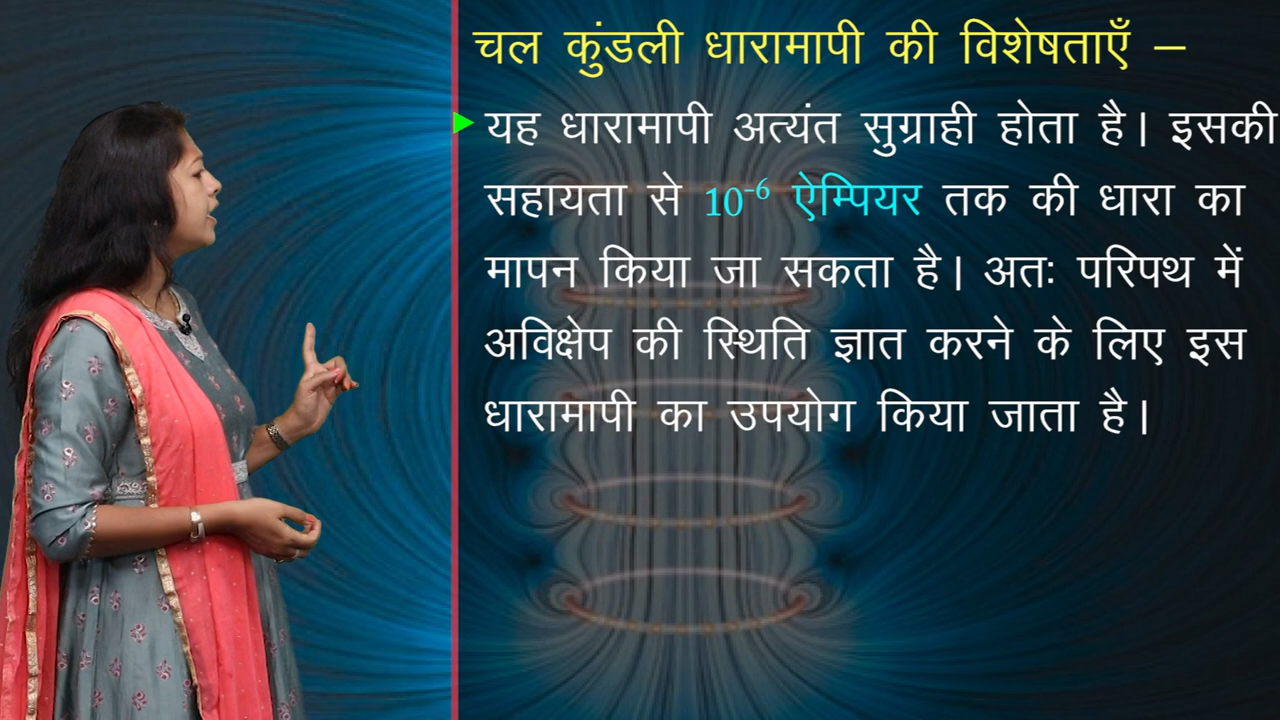 चल कुंडली धारामापी की विशेषताएँ –
यह धारामापी अत्यंत सुग्राही होता है। इसकी
सहायता से 10⁻⁶ ऐम्पियर तक की धारा का
मापन किया जा सकता है। अतः परिपथ में
अविक्षेप की स्थिति ज्ञात करने के लिए इस
धारामापी का उपयोग किया जाता है।